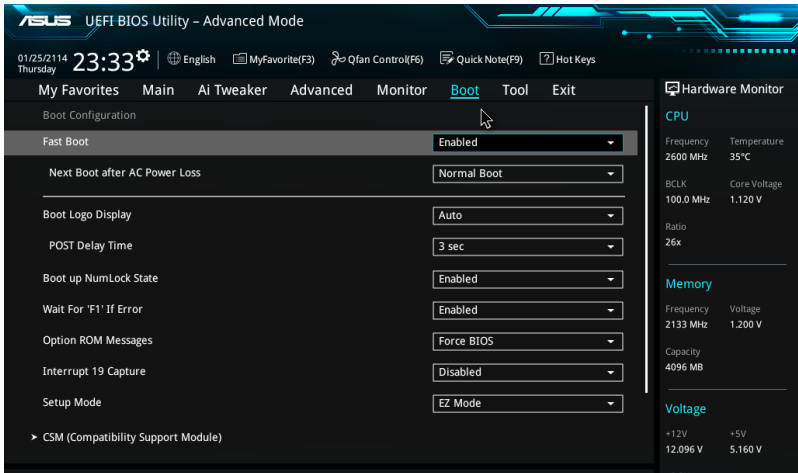 ASUS UEFI BIOS Utility – Advanced Mode
01/25/2114
Thursday
23:33
English
MyFavorite(F3)
Qfan Control(F6)
Quick Note(F9)
? Hot Keys
My Favorites Main Ai Tweaker Advanced Monitor Boot Tool Exit
Boot Configuration
Fast Boot Enabled
Next Boot after AC Power Loss Normal Boot
Boot Logo Display Auto
POST Delay Time 3 sec
Boot up NumLock State Enabled
Wait For 'F1' If Error Enabled
Option ROM Messages Force BIOS
Interrupt 19 Capture Disabled
Setup Mode EZ Mode
CSM (Compatibility Support Module)
Hardware Monitor
CPU
Frequency Temperature
2600 MHz 35°C
BCLK Core Voltage
100.0 MHz 1.120 V
Ratio
26x
Memory
Frequency Voltage
2133 MHz 1.200 V
Capacity
4096 MB
Voltage
+12V +5V
12.096 V 5.160 V